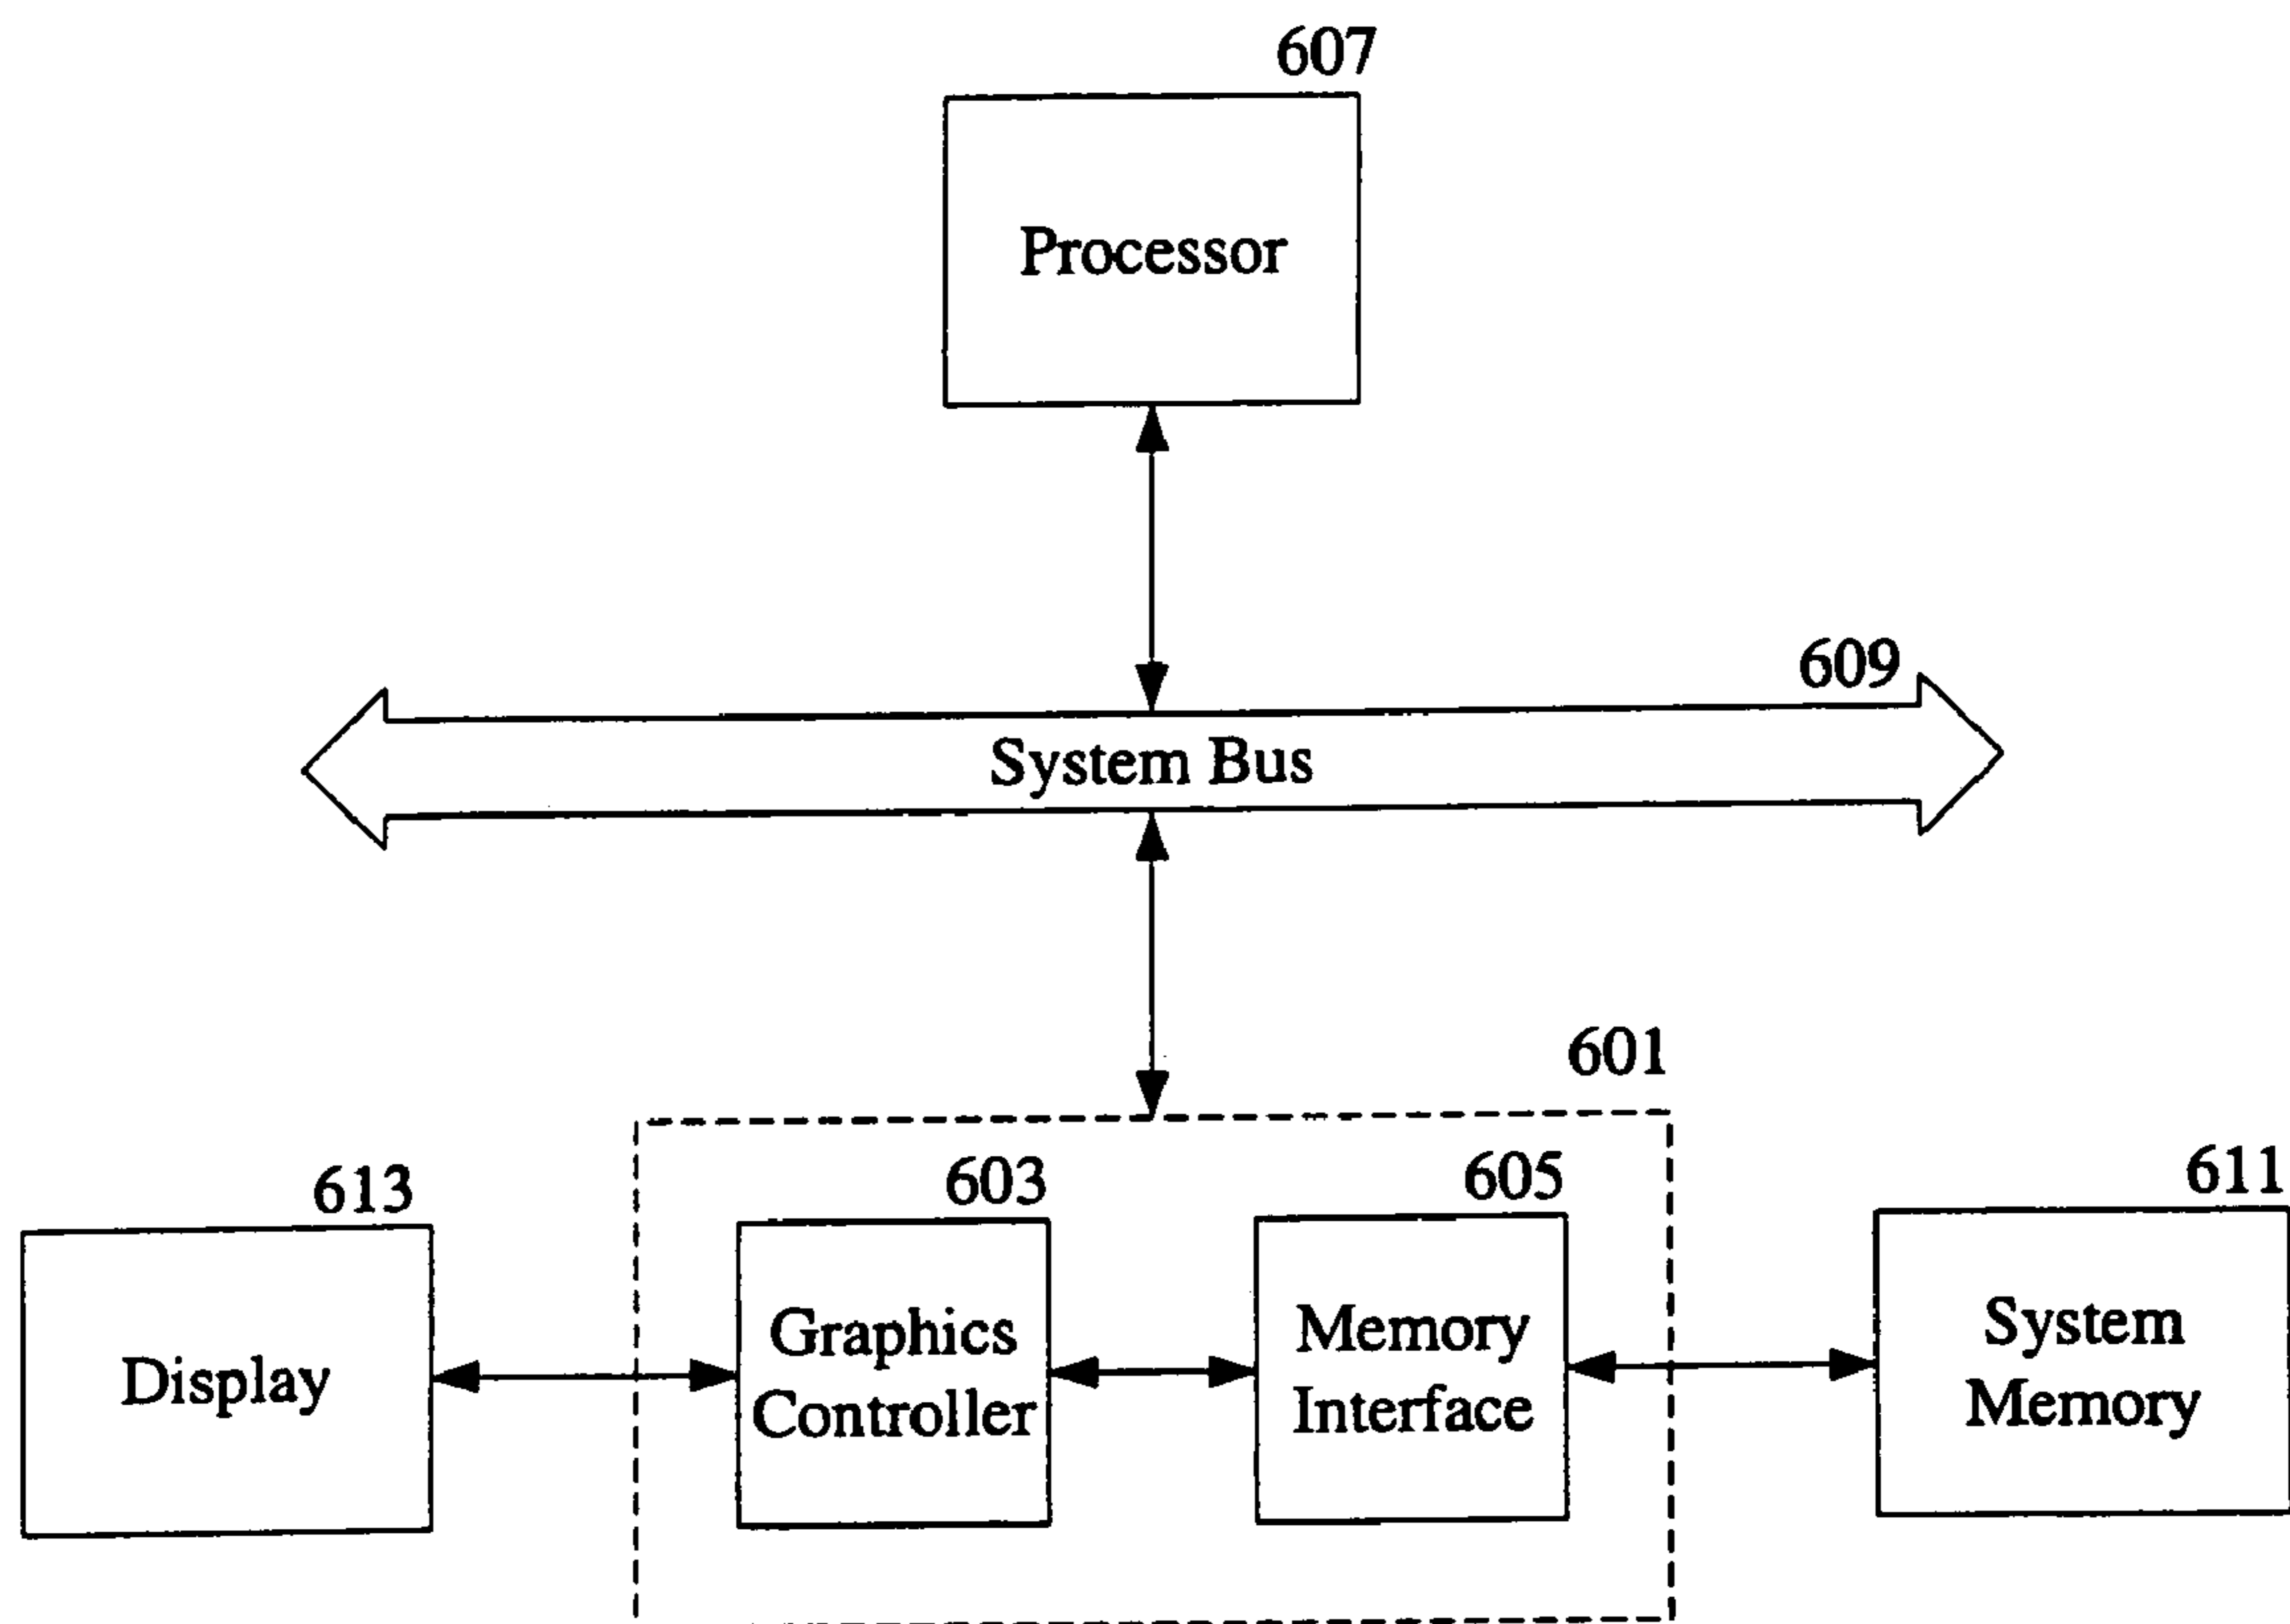 607
Processor
609
System Bus
601
613
603
605
611
Display
Graphics
Controller
Memory
Interface
System
Memory